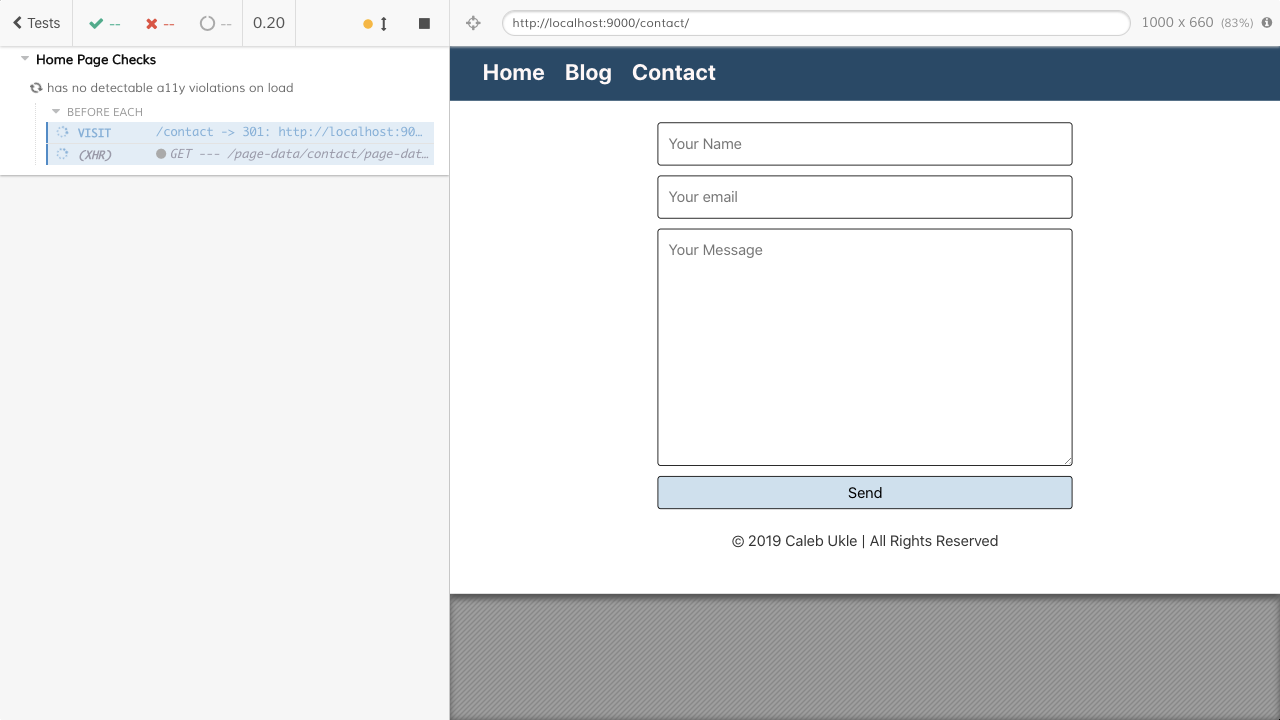 Tests -- -- -- 0.20
http://localhost:9000/contact/ 1000 x 660 (83%)
Home Page Checks
has no detectable a11y violations on load
BEFORE EACH
VISIT /contact -> 301: http://localhost:90…
(XHR) GET --- /page-data/contact/page-dat…
Home Blog Contact
Your Name
Your email
Your Message
Send
© 2019 Caleb Ukle | All Rights Reserved